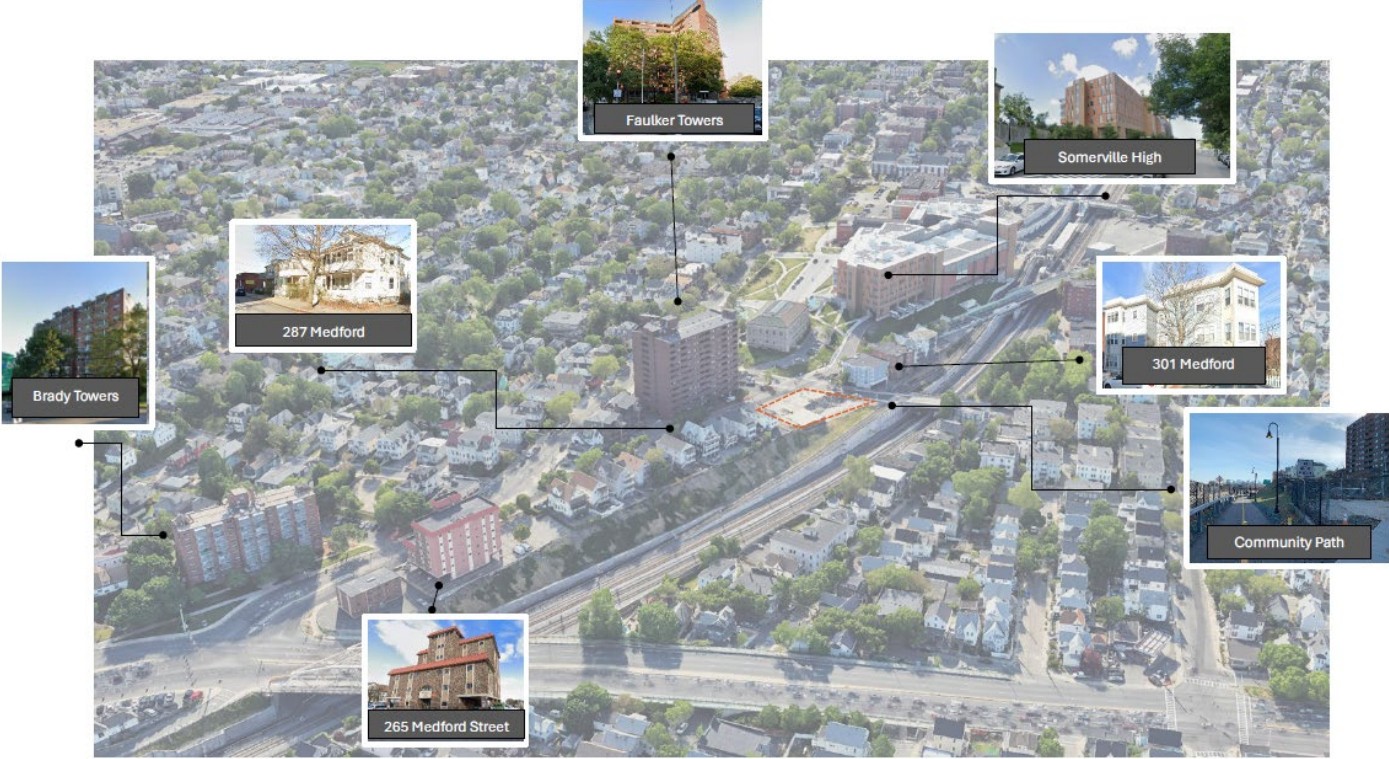 Faulker Towers
Somerville High
287 Medford
301 Medford
Brady Towers
Community Path
265 Medford Street